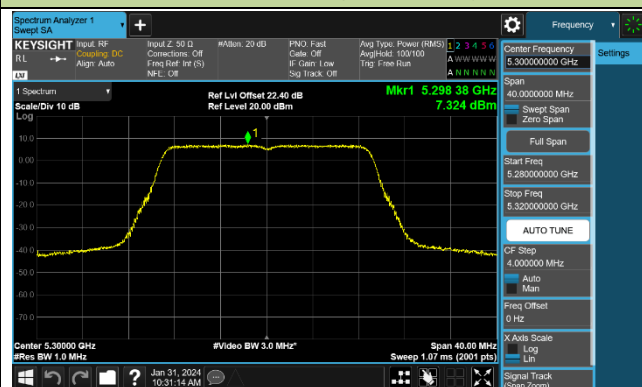 Spectrum Analyzer 1
Swept SA
+
Frequency
KEYSIGHT
Input: RF
Coupling: DC
Align: Auto
Input Z: 50 Ω
Corrections: Off
Freq Ref: Int (S)
NFE: Off
#Atten: 20 dB
PNO: Fast
Gate: Off
IF Gain: Low
Sig Track: Off
Avg Type: Power (RMS)
Avg|Hold: 100/100
Trig: Free Run
1 2 3 4 5 6
A W W W W W
A N N N N N
RL
LXI
1 Spectrum
Scale/Div 10 dB
Log
Ref Lvl Offset 22.40 dB
Ref Level 20.00 dBm
Mkr1 5.298 38 GHz
7.324 dBm
1
10.0
0.00
-10.0
-20.0
-30.0
-40.0
-50.0
-60.0
-70.0
Center 5.30000 GHz
#Res BW 1.0 MHz
#Video BW 3.0 MHz*
Span 40.00 MHz
Sweep 1.07 ms (2001 pts)
Jan 31, 2024
10:31:14 AM
Center Frequency
5.300000000 GHz
Settings
Span
40.0000000 MHz
Swept Span
Zero Span
Full Span
Start Freq
5.280000000 GHz
Stop Freq
5.320000000 GHz
AUTO TUNE
CF Step
4.000000 MHz
Auto
Man
Freq Offset
0 Hz
X Axis Scale
Log
Lin
Signal Track
(Span Zoom)